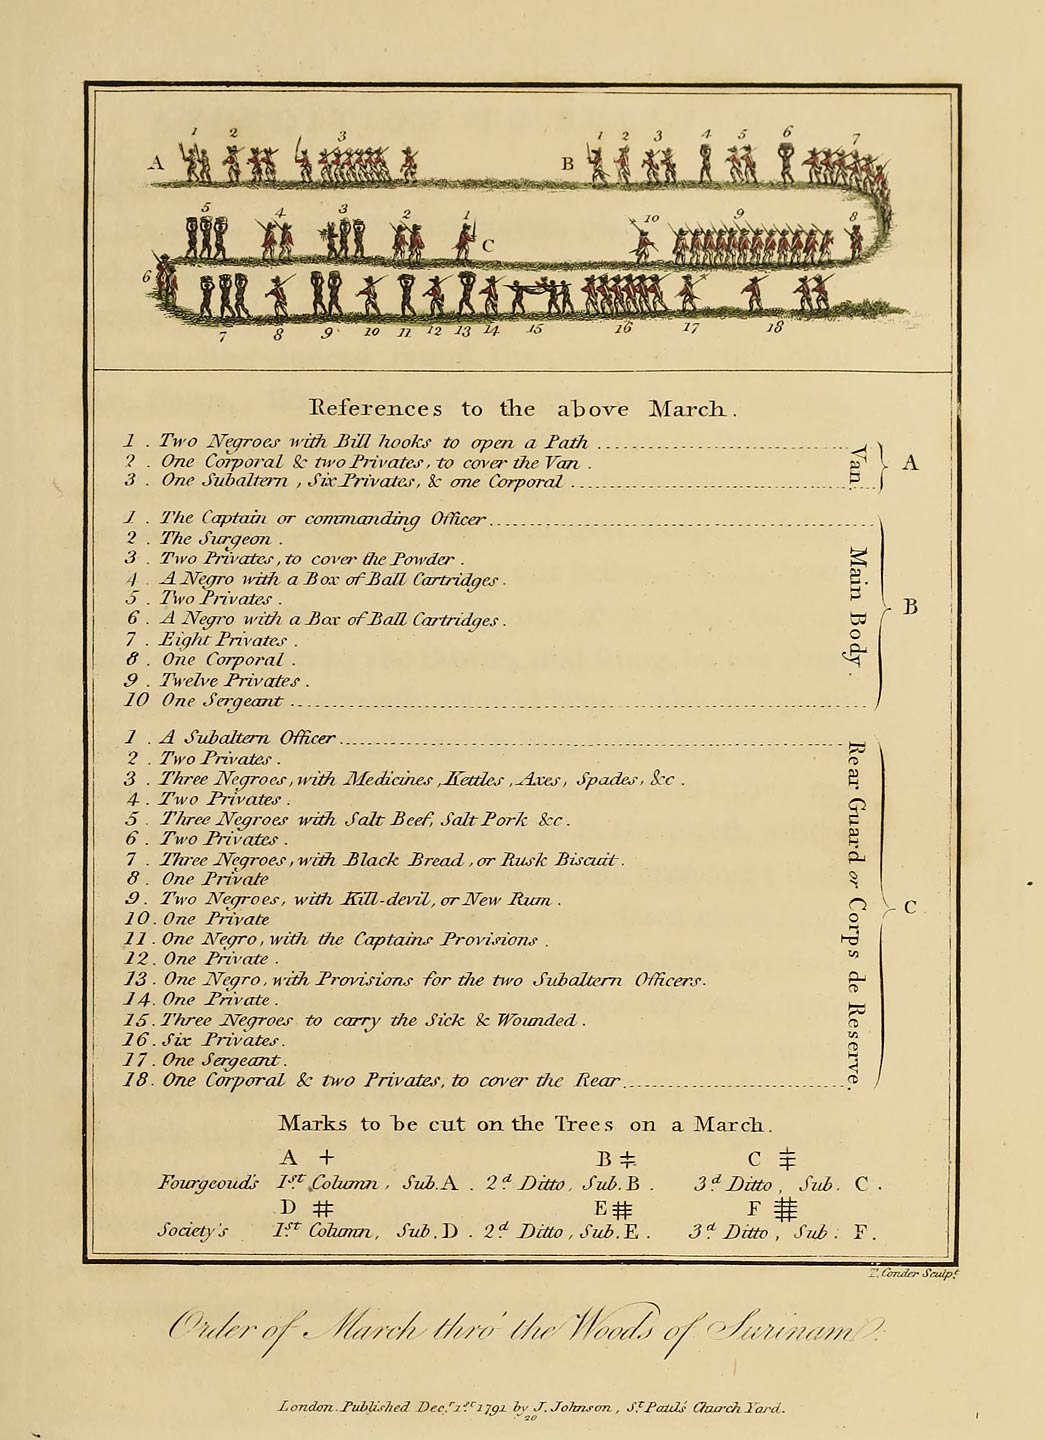 1 2 3 1 2 3 4 5 6 7
A B
5 4 3 2 1 10 9 8
C
6
7 8 9 10 11 12 13 14 15 16 17 18
References to the above March.
1 . Two Negroes with Bill hooks to open a Path
2 . One Corporal & two Privates, to cover the Van .
3 . One Subaltern , Six Privates, & one Corporal
Van. A
1 . The Captain or commanding Officer
2 . The Surgeon .
3 . Two Privates, to cover the Powder .
4 . A Negro with a Box of Ball Cartridges .
5 . Two Privates .
6 . A Negro with a Box of Ball Cartridges .
7 . Eight Privates .
8 . One Corporal .
9 . Twelve Privates .
10 One Sergeant
Main Body . B
1 . A Subaltern Officer
2 . Two Privates .
3 . Three Negroes, with Medicines , Kettles , Axes, Spades, &c .
4 . Two Privates .
5 . Three Negroes with Salt Beef, Salt Pork &c .
6 . Two Privates .
7 . Three Negroes, with Black Bread , or Rusk Biscuit .
8 . One Private
9 . Two Negroes, with Kill-devil, or New Rum .
10 . One Private
11 . One Negro, with the Captains Provisions .
12 . One Private .
13 . One Negro, with Provisions for the two Subaltern Officers.
14 . One Private .
15 . Three Negroes to carry the Sick & Wounded .
16 . Six Privates .
17 . One Sergeant .
18 . One Corporal & two Privates, to cover the Rear
Rear Guard or Corps de Reserve. C
Marks to be cut on the Trees on a March.
A B C
Fourgeoud's 1.st Column , Sub. A . 2.d Ditto, Sub. B . 3.d Ditto , Sub. C .
D E F
Society's 1.st Column, Sub. D . 2.d Ditto, Sub. E . 3.d Ditto , Sub . F .
T. Conder Sculp.t
Order of March thro' the Woods of Surinam.
London. Published Dec.r 1.st 1791 by J. Johnson , S.t Pauls Church Yard .
20